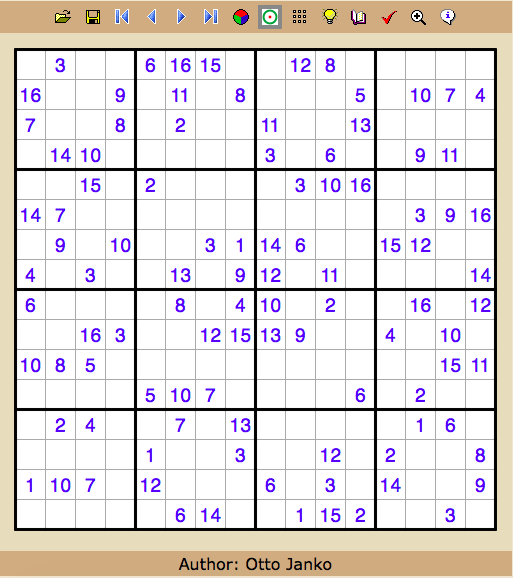 3 6 16 15 12 8
16 9 11 8 5 10 7 4
7 8 2 11 13
14 10 3 6 9 11
15 2 3 10 16
14 7 3 9 16
9 10 3 1 14 6 15 12
4 3 13 9 12 11 14
6 8 4 10 2 16 12
16 3 12 15 13 9 4 10
10 8 5 15 11
5 10 7 6 2
2 4 7 13 1 6
1 3 12 2 8
1 10 7 12 6 3 14 9
6 14 1 15 2 3
Author: Otto Janko